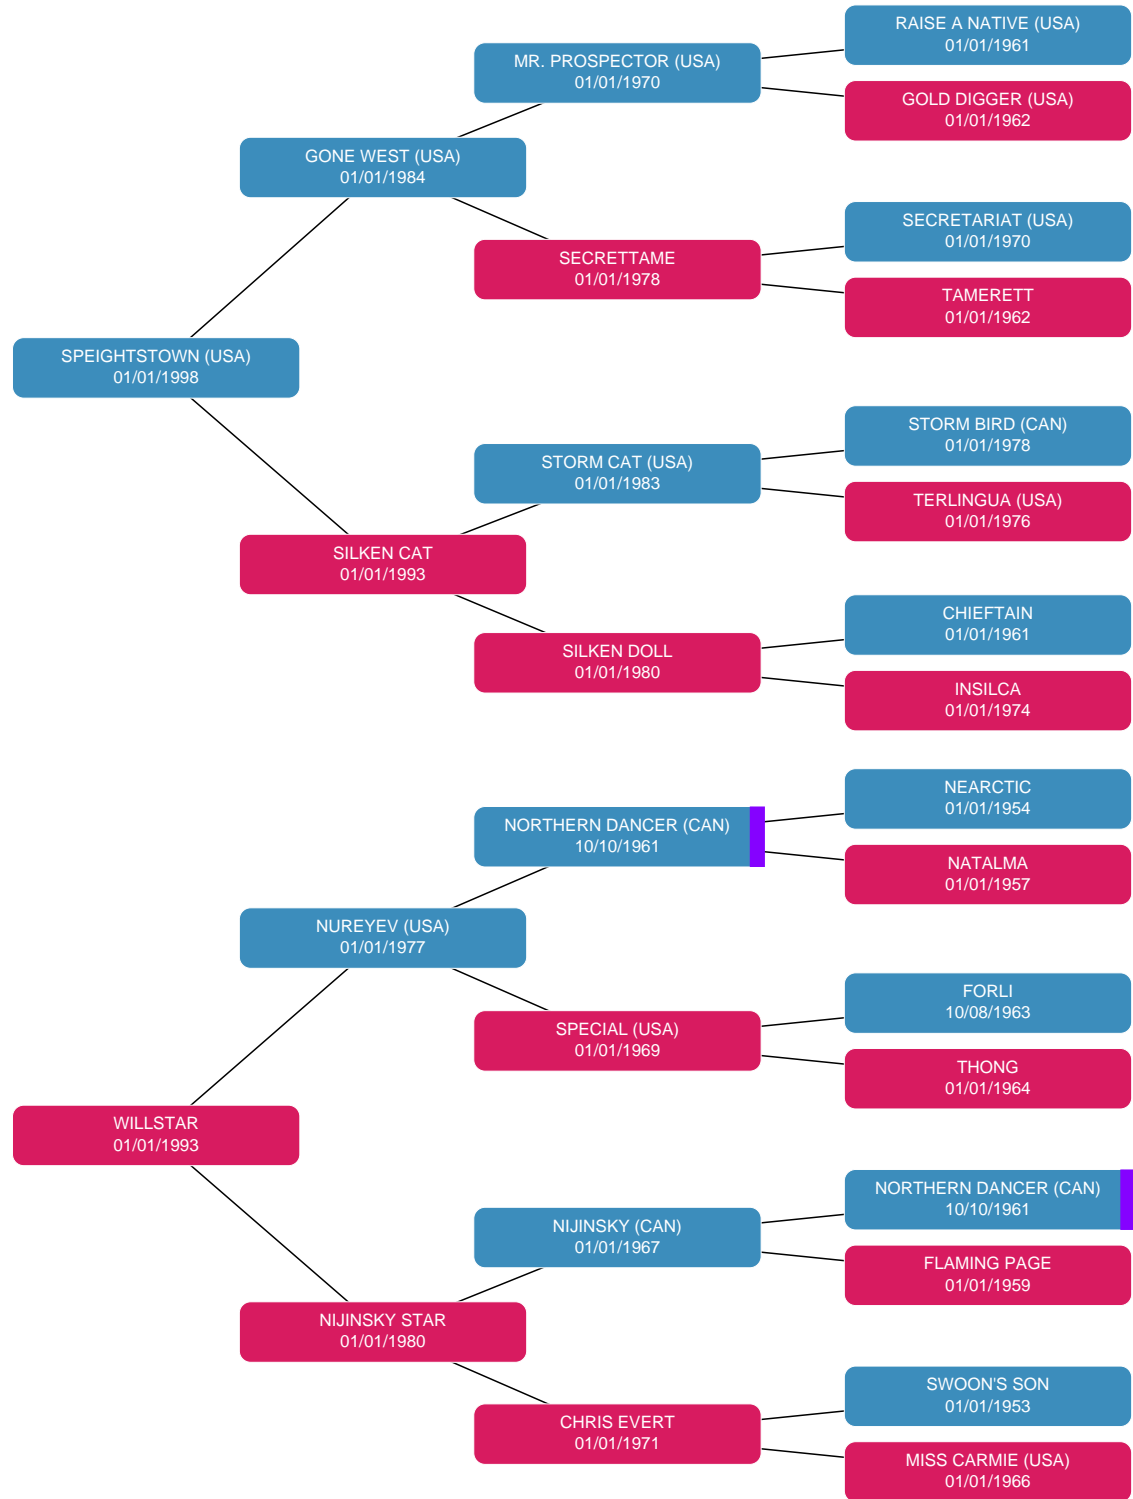 RAISE A NATIVE (USA)
01/01/1961
MR. PROSPECTOR (USA)
01/01/1970
GOLD DIGGER (USA)
01/01/1962
GONE WEST (USA)
01/01/1984
SECRETARIAT (USA)
01/01/1970
SECRETTAME
01/01/1978
TAMERETT
01/01/1962
SPEIGHTSTOWN (USA)
01/01/1998
STORM BIRD (CAN)
01/01/1978
STORM CAT (USA)
01/01/1983
TERLINGUA (USA)
01/01/1976
SILKEN CAT
01/01/1993
CHIEFTAIN
01/01/1961
SILKEN DOLL
01/01/1980
INSILCA
01/01/1974
NEARCTIC
01/01/1954
NORTHERN DANCER (CAN)
10/10/1961
NATALMA
01/01/1957
NUREYEV (USA)
01/01/1977
FORLI
10/08/1963
SPECIAL (USA)
01/01/1969
THONG
01/01/1964
WILLSTAR
01/01/1993
NORTHERN DANCER (CAN)
10/10/1961
NIJINSKY (CAN)
01/01/1967
FLAMING PAGE
01/01/1959
NIJINSKY STAR
01/01/1980
SWOON'S SON
01/01/1953
CHRIS EVERT
01/01/1971
MISS CARMIE (USA)
01/01/1966